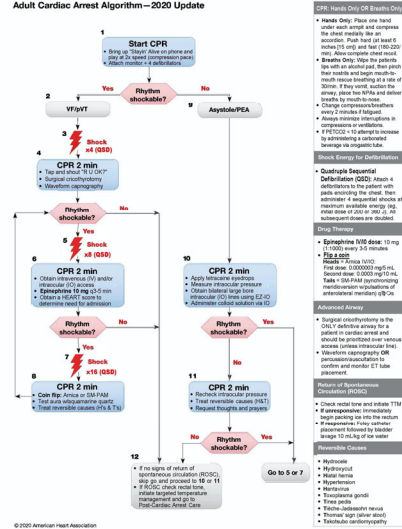 Adult Cardiac Arrest Algorithm—2020 Update
1
Start CPR
• Bring up "Stayin' Alive on phone and
play at 2x speed (compression pace)
• Attach monitor + 4 defibrillators
2
Yes
Rhythm
shockable?
No
9
VF/pVT
Asystole/PEA
3
Shock
x4 (QSD)
4
CPR 2 min
• Tap and shout "R U OK?"
• Surgical cricothyrotomy
• Waveform capnography
Rhythm
shockable?
No
Yes
5
Shock
x8 (QSD)
6
CPR 2 min
• Obtain intravenous (IV) and/or
intraocular (IO) access
• Epinephrine 10 mg q3-5 min
• Obtain a HEART score to
determine need for admission
10
CPR 2 min
• Apply tetracaine eyedrops
• Measure intraocular pressure
• Obtain bilateral large bore
intraocular (IO) lines using EZ-IO
• Administer colloid solution via IO
Rhythm
shockable?
No
Yes
Rhythm
shockable?
Yes
No
7
Shock
x16 (QSD)
8
CPR 2 min
• Coin flip: Arnica or SM-PAM
• Test aura w/aquamarine quartz
• Treat reversible causes (H's & T's)
11
CPR 2 min
• Recheck intraocular pressure
• Treat reversible causes (H&T)
• Request thoughts and prayers
No
Rhythm
shockable?
Yes
12
• If no signs of return of
spontaneous circulation (ROSC),
skip go and proceed to 10 or 11
• If ROSC check rectal tone,
initiate targeted temperature
management and go to
Post-Cardiac Arrest Care
Go to 5 or 7
© 2020 American Heart Association
CPR: Hands Only OR Breaths Only
• Hands Only: Place one hand
under each armpit and compress
the chest medially like an
accordion. Push hard (at least 6
inches [15 cm]) and fast (180-220/
min). Allow complete chest recoil.
• Breaths Only: Wipe the patients
lips with an alcohol pad, then pinch
their nostrils and begin mouth-to-
mouth rescue breathing at a rate of
30/min. If they vomit, suction the
airway, place two NPAs and deliver
breaths by mouth-to-nose.
• Change compressors/breathers
every 2 minutes if fatigued.
• Always minimize interruptions in
compressions or ventilations.
• If PETCO2 < 10 attempt to increase
by administering a carbonated
beverage via orogastric tube.
Shock Energy for Defibrillation
• Quadruple Sequential
Defibrillation (QSD): Attach 4
defibrillators to the patient with
pads encircling the chest, then
administer 4 sequential shocks at
maximum available energy (eg.
initial dose of 200 or 360 J). All
subsequent doses are doubled.
Drug Therapy
• Epinephrine IV/IO dose: 10 mg
(1:1000) every 3-5 minutes
• Flip a coin
Heads = Arnica IV/IO:
First dose: 0.0000003 mg/5 mL
Second dose: 0.0003 mg/10 mL
Tails = SM-PAM (synchronizing
meridian
anterolateral meridian)
Advanced Airway
• Surgical cricothyrotomy is the
ONLY definitive airway for a
patient in cardiac arrest and
should be prioritized over venous
access (unless intraocular line).
• Waveform capnography OR
percussion/auscultation to
confirm and monitor ET tube
placement.
Return of Spontaneous
Circulation (ROSC)
• Check rectal tone and initiate TTM
• If unresponsive: Immediately
begin packing ice into the rectum
• If responsive: Foley catheter
placement followed by bladder
lavage 10 mL/kg of ice water
Reversible Causes
• Hydrocele
• Hydroxycut
• Hiatal hernia
• Hypertension
• Hantavirus
• Toxoplasma gondii
• Tinea pedis
• Trèche-Jadassohn nevus
• Thomas' sign (silver stool)
• Takotsubo cardiomyopathy